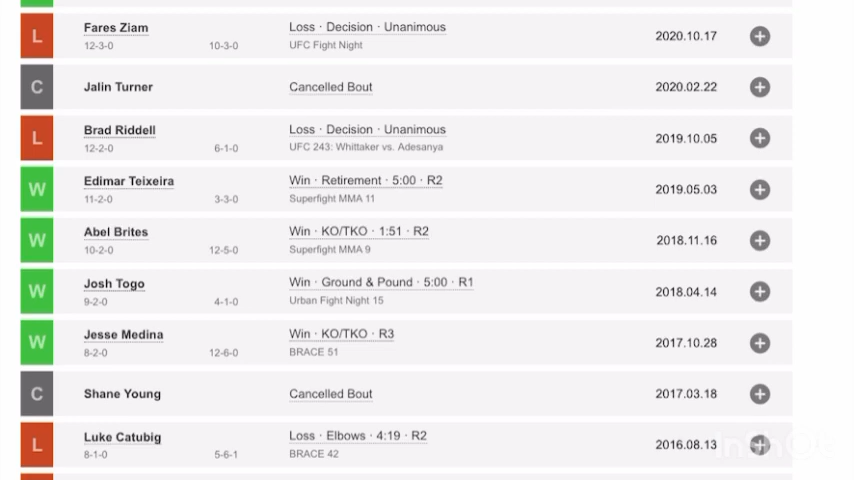 L
Fares Ziam
12-3-0
10-3-0
Loss · Decision · Unanimous
UFC Fight Night
2020.10.17
C
Jalin Turner
Cancelled Bout
2020.02.22
L
Brad Riddell
12-2-0
6-1-0
Loss · Decision · Unanimous
UFC 243: Whittaker vs. Adesanya
2019.10.05
W
Edimar Teixeira
11-2-0
3-3-0
Win · Retirement · 5:00 · R2
Superfight MMA 11
2019.05.03
W
Abel Brites
10-2-0
12-5-0
Win · KO/TKO · 1:51 · R2
Superfight MMA 9
2018.11.16
W
Josh Togo
9-2-0
4-1-0
Win · Ground & Pound · 5:00 · R1
Urban Fight Night 15
2018.04.14
W
Jesse Medina
8-2-0
12-6-0
Win · KO/TKO · R3
BRACE 51
2017.10.28
C
Shane Young
Cancelled Bout
2017.03.18
L
Luke Catubig
8-1-0
5-6-1
Loss · Elbows · 4:19 · R2
BRACE 42
2016.08.13
InShOt